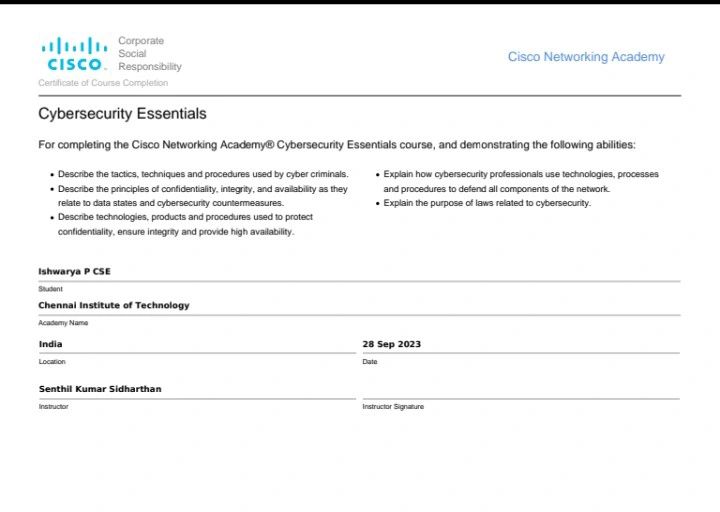 CISCO
Corporate
Social
Responsibility
Cisco Networking Academy
Certificate of Course Completion
Cybersecurity Essentials
For completing the Cisco Networking Academy® Cybersecurity Essentials course, and demonstrating the following abilities:
• Describe the tactics, techniques and procedures used by cyber criminals.
• Describe the principles of confidentiality, integrity, and availability as they
relate to data states and cybersecurity countermeasures.
• Describe technologies, products and procedures used to protect
confidentiality, ensure integrity and provide high availability.
• Explain how cybersecurity professionals use technologies, processes
and procedures to defend all components of the network.
• Explain the purpose of laws related to cybersecurity.
Ishwarya P CSE
Student
Chennai Institute of Technology
Academy Name
India
Location
28 Sep 2023
Date
Senthil Kumar Sidharthan
Instructor
Instructor Signature